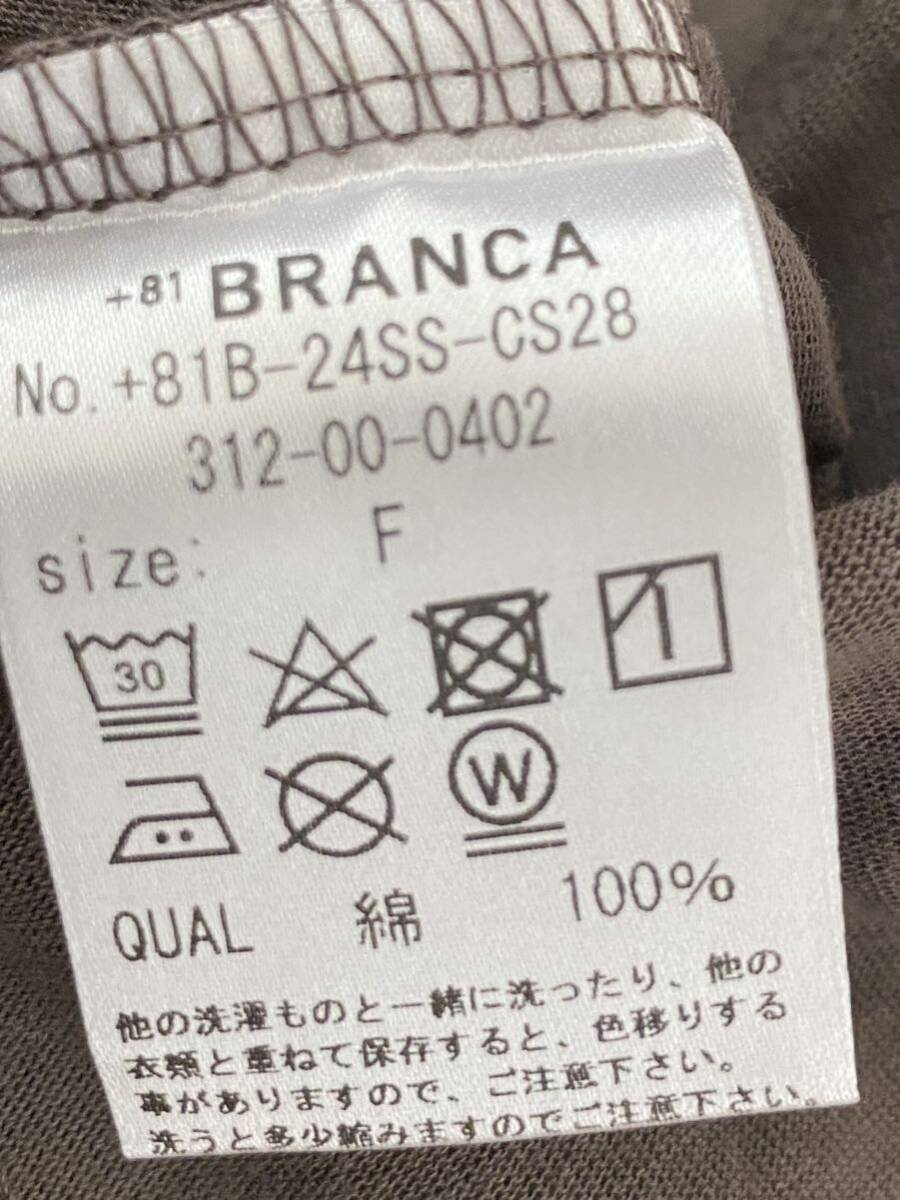 +81 BRANCA
No.+81B-24SS-CS28
312-00-0402
size: F
30
W
QUAL 綿 100%
他の洗濯ものと一緒に洗ったり、他の
衣類と重ねて保存すると、色移りする
事がありますので、ご注意下さい。
洗うと多少縮みますのでご注意下さい。